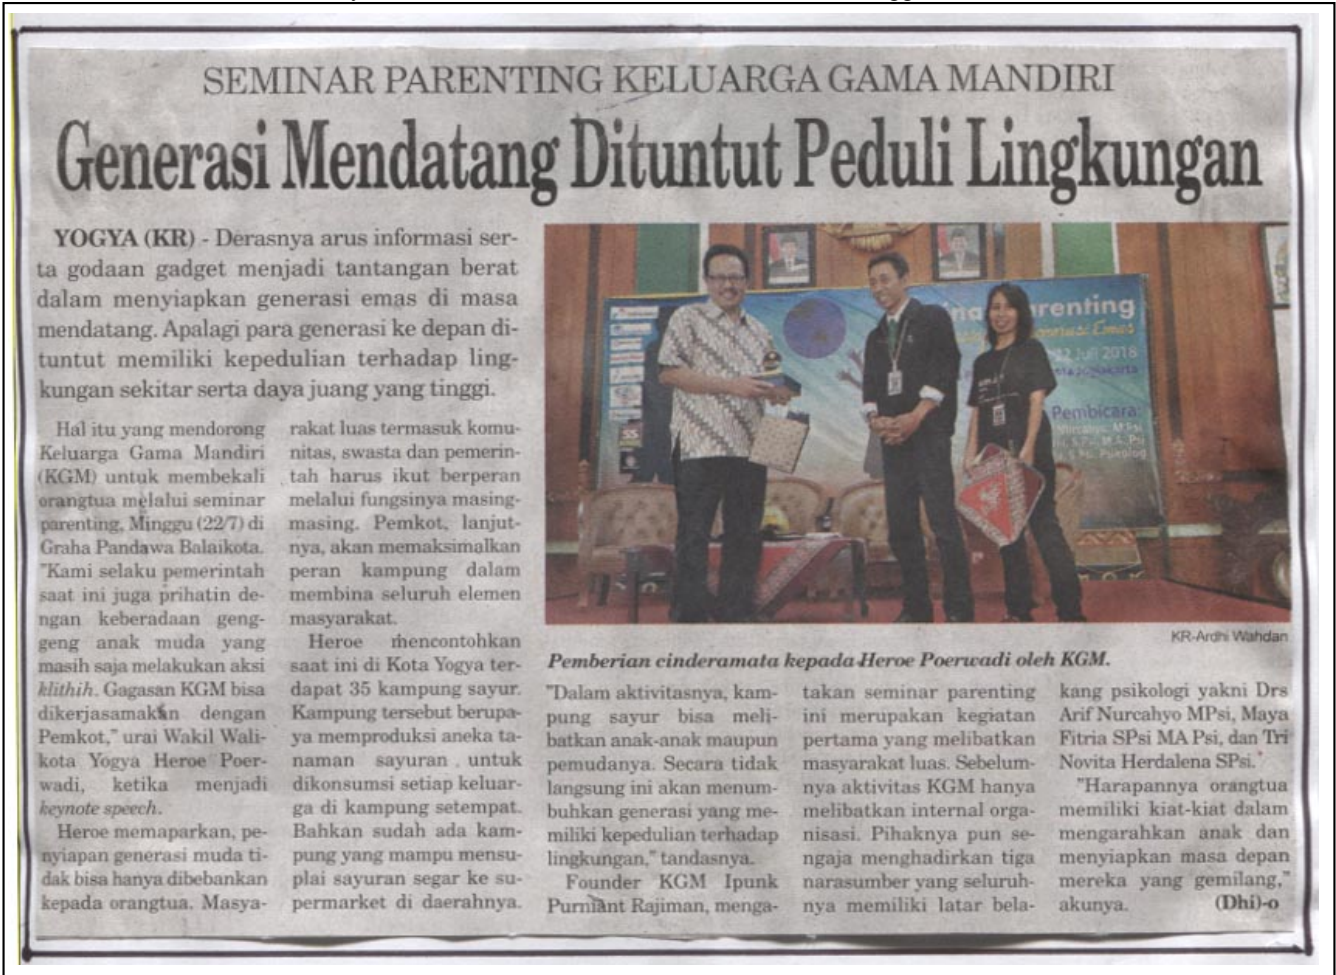 SEMINAR PARENTING KELUARGA GAMA MANDIRI
Generasi Mendatang Dituntut Peduli Lingkungan
YOGYA (KR) - Derasnya arus informasi ser-
ta godaan gadget menjadi tantangan berat
dalam menyiapkan generasi emas di masa
mendatang. Apalagi para generasi ke depan di-
tuntut memiliki kepedulian terhadap ling-
kungan sekitar serta daya juang yang tinggi.
Hal itu yang mendorong
Keluarga Gama Mandiri
(KGM) untuk membekali
orangtua melalui seminar
parenting, Minggu (22/7) di
Graha Pandawa Balaikota.
"Kami selaku pemerintah
saat ini juga prihatin de-
ngan keberadaan geng-
geng anak muda yang
masih saja melakukan aksi
klithih. Gagasan KGM bisa
dikerjasamakan dengan
Pemkot," urai Wakil Wali-
kota Yogya Heroe Poer-
wadi, ketika menjadi
keynote speech.
Heroe memaparkan, pe-
nyiapan generasi muda ti-
dak bisa hanya dibebankan
kepada orangtua. Masya-
rakat luas termasuk komu-
nitas, swasta dan pemerin-
tah harus ikut berperan
melalui fungsinya masing-
masing. Pemkot, lanjut-
nya, akan memaksimalkan
peran kampung dalam
membina seluruh elemen
masyarakat.
Heroe mencontohkan
saat ini di Kota Yogya ter-
dapat 35 kampung sayur.
Kampung tersebut berupa-
ya memproduksi aneka ta-
naman sayuran untuk
dikonsumsi setiap keluar-
ga di kampung setempat.
Bahkan sudah ada kam-
pung yang mampu mensu-
plai sayuran segar ke su-
permarket di daerahnya.
renting
22 Juli 2018
Pembicara:
KR-Ardhi Wahdan
Pemberian cinderamata kepada Heroe Poerwadi oleh KGM.
"Dalam aktivitasnya, kam-
pung sayur bisa meli-
batkan anak-anak maupun
pemudanya. Secara tidak
langsung ini akan menum-
buhkan generasi yang me-
miliki kepedulian terhadap
lingkungan," tandasnya.
Founder KGM Ipunk
Purniant Rajiman, menga-
takan seminar parenting
ini merupakan kegiatan
pertama yang melibatkan
masyarakat luas. Sebelum-
nya aktivitas KGM hanya
melibatkan internal orga-
nisasi. Pihaknya pun se-
ngaja menghadirkan tiga
narasumber yang seluruh-
nya memiliki latar bela-
kang psikologi yakni Drs
Arif Nurcahyo MPsi, Maya
Fitria SPsi MA Psi, dan Tri
Novita Herdalena SPsi.
"Harapannya orangtua
memiliki kiat-kiat dalam
mengarahkan anak dan
menyiapkan masa depan
mereka yang gemilang,"
akunya. (Dhi)-o